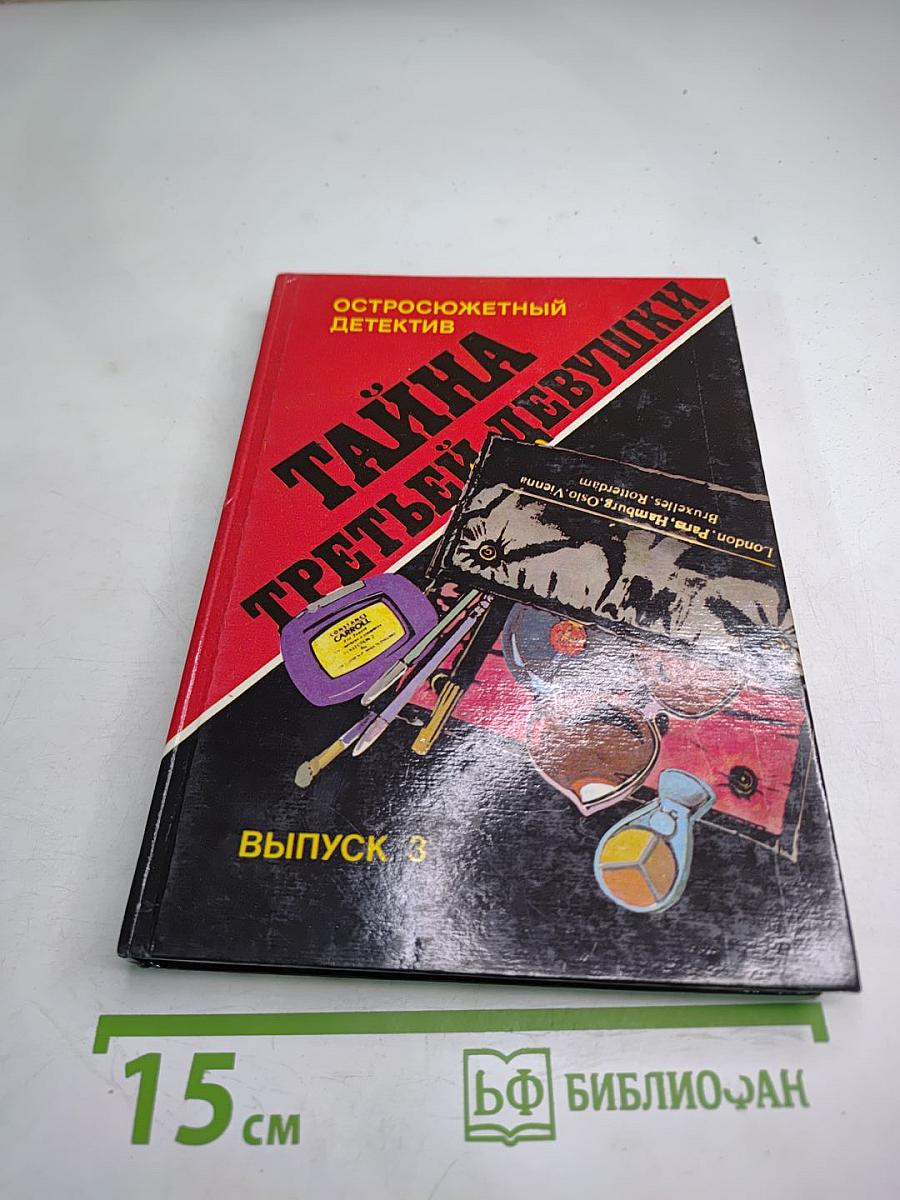 ОСТРОСЮЖЕТНЫЙ
ДЕТЕКТИВ
ТАЙНА
ТРЕТЬЕЙ ДЕВУШКИ
London, Paris, Hamburg, Oslo, Vienna
Bruxelles, Rotterdam
CONSTANCE
CARROLL
ВЫПУСК 3
15 см
БФ БИБЛИОФАН